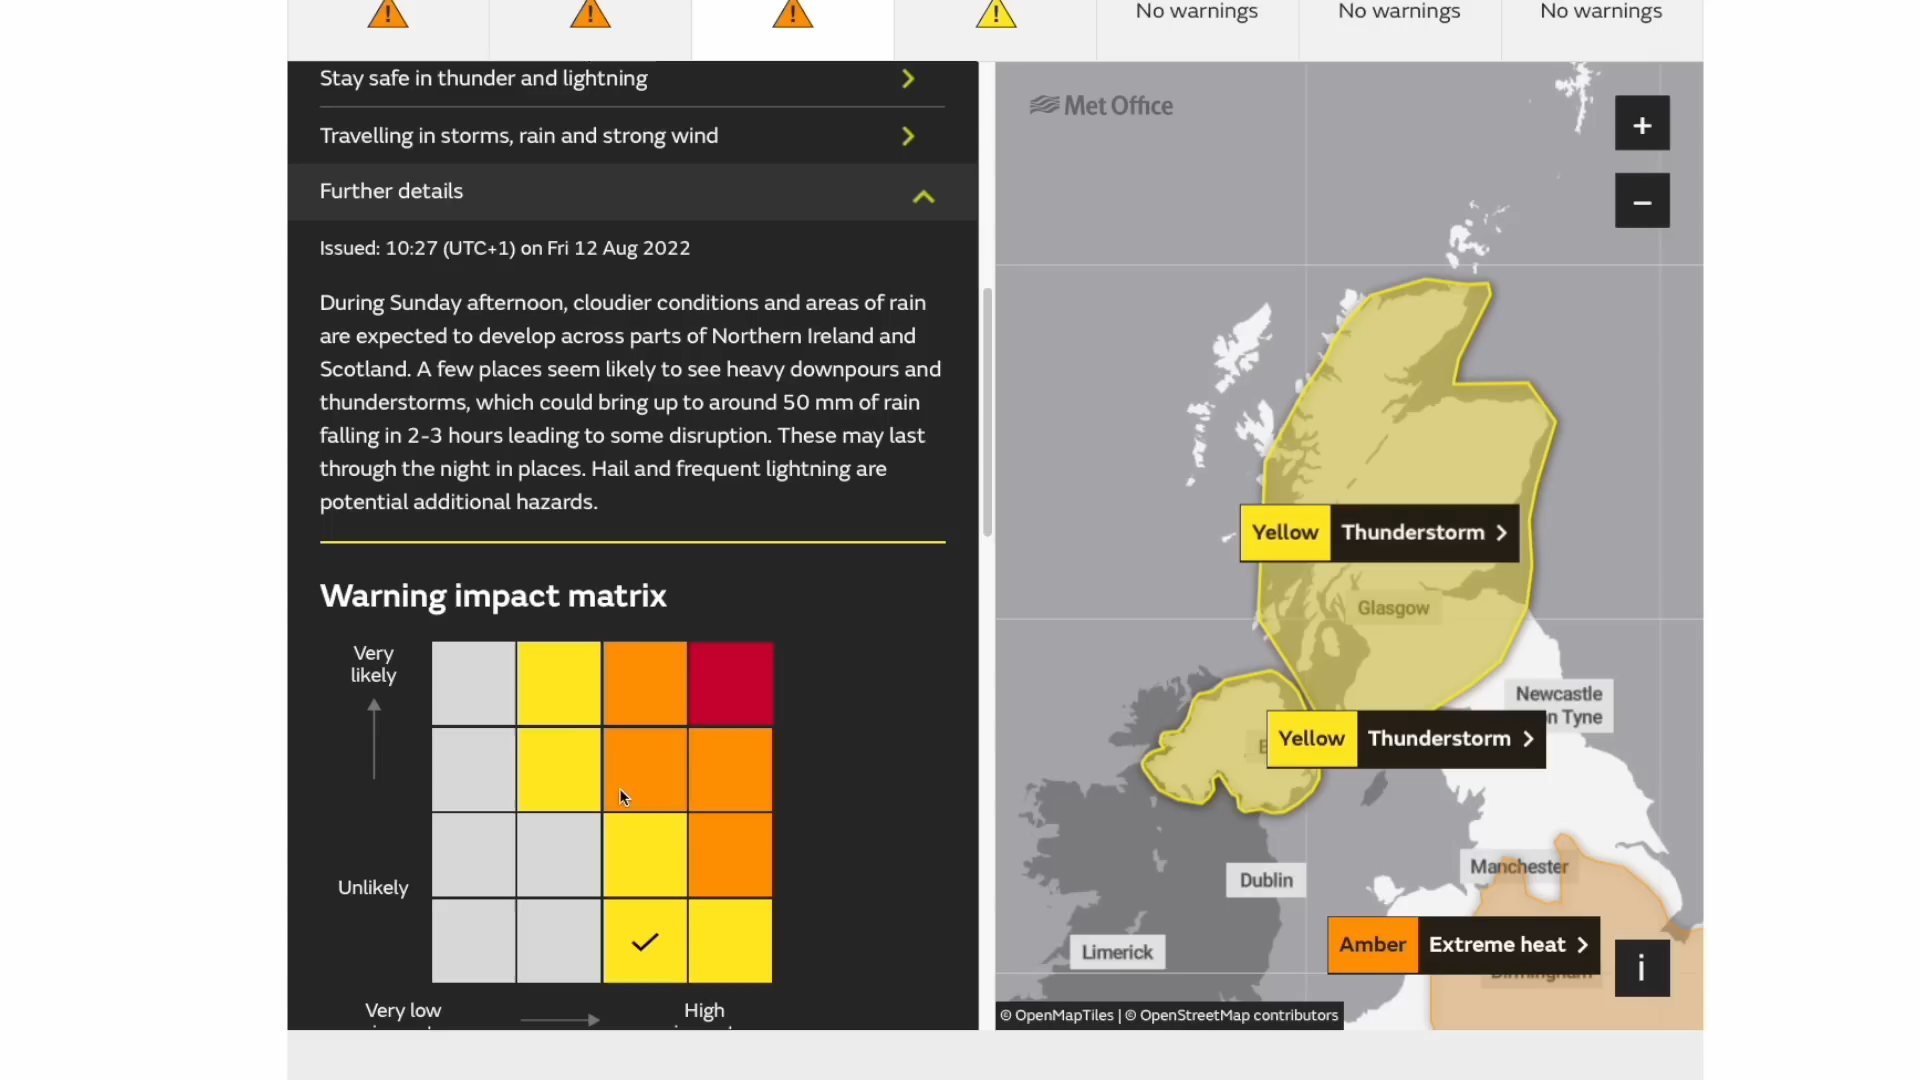 No warnings
No warnings
No warnings
Stay safe in thunder and lightning
Travelling in storms, rain and strong wind
Further details
Issued: 10:27 (UTC+1) on Fri 12 Aug 2022
During Sunday afternoon, cloudier conditions and areas of rain
are expected to develop across parts of Northern Ireland and
Scotland. A few places seem likely to see heavy downpours and
thunderstorms, which could bring up to around 50 mm of rain
falling in 2-3 hours leading to some disruption. These may last
through the night in places. Hail and frequent lightning are
potential additional hazards.
Warning impact matrix
Very
likely
Unlikely
Very low
High
Met Office
+
−
Yellow Thunderstorm
Glasgow
Newcastle
n Tyne
Yellow Thunderstorm
Manchester
Dublin
Limerick
Amber Extreme heat
Birmingham
i
© OpenMapTiles | © OpenStreetMap contributors